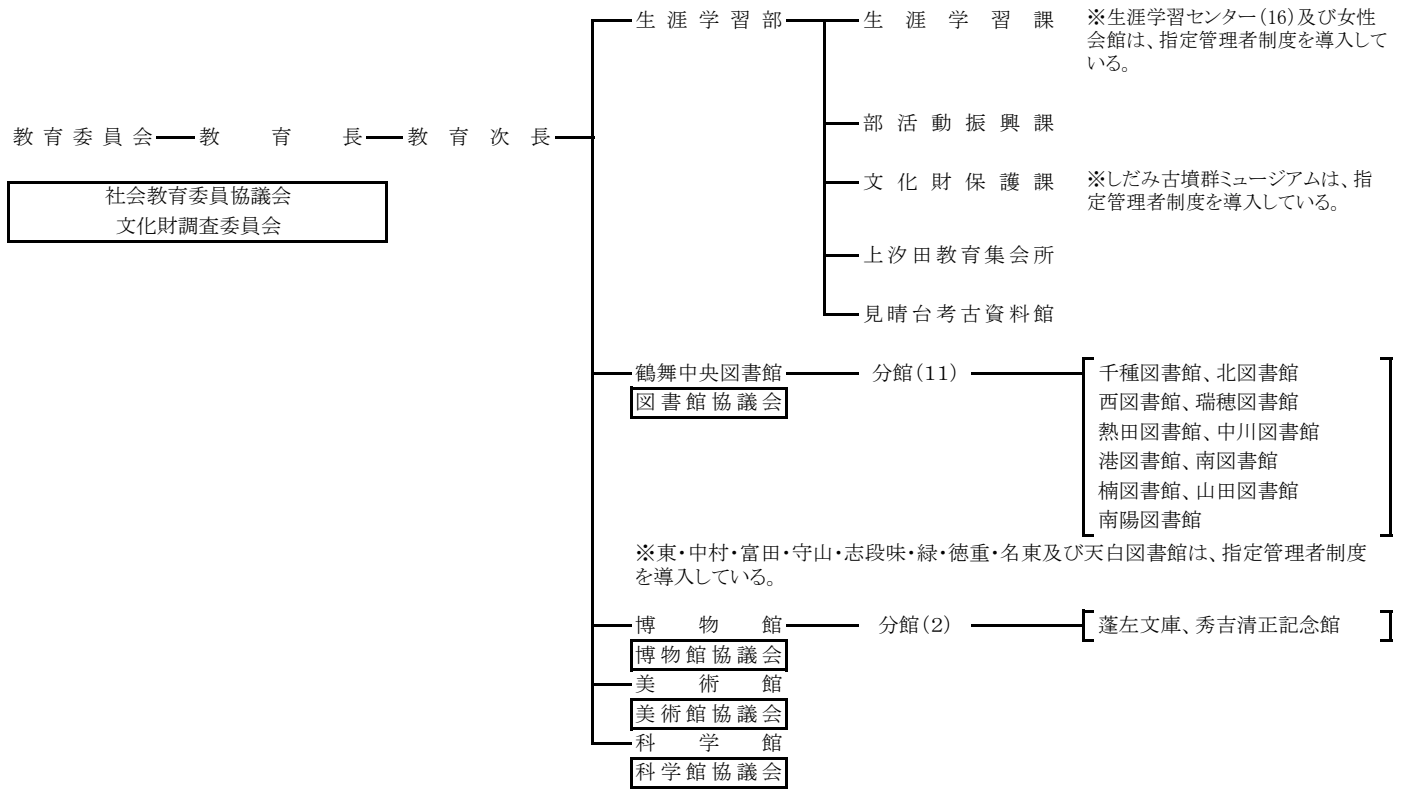 生涯学習部
生涯学習課
※生涯学習センター(16)及び女性
会館は、指定管理者制度を導入して
いる。
部活動振興課
教育委員会
教育長
教育次長
文化財保護課
※しだみ古墳群ミュージアムは、指
定管理者制度を導入している。
社会教育委員協議会
文化財調査委員会
上汐田教育集会所
見晴台考古資料館
鶴舞中央図書館
分館(11)
千種図書館、北図書館
図書館協議会
西図書館、瑞穂図書館
熱田図書館、中川図書館
港図書館、南図書館
楠図書館、山田図書館
南陽図書館
※東・中村・富田・守山・志段味・緑・徳重・名東及び天白図書館は、指定管理者制度
を導入している。
博物館
分館(2)
蓬左文庫、秀吉清正記念館
博物館協議会
美術館
美術館協議会
科学館
科学館協議会